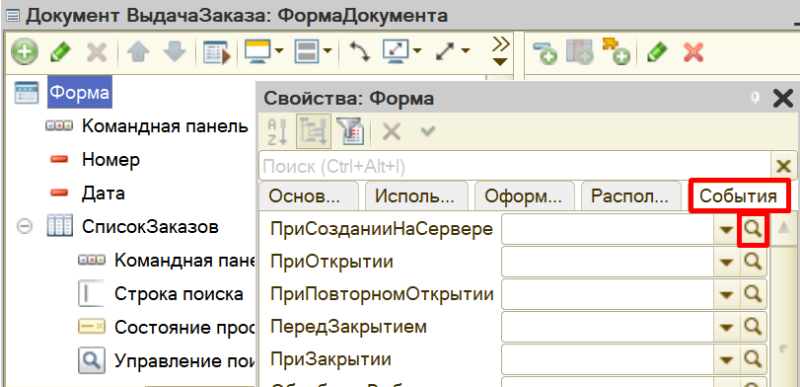 Документ ВыдачаЗаказа: ФормаДокумента
Форма
Командная панель
Номер
Дата
СписокЗаказов
Командная пане
Строка поиска
Состояние прос
Управление пои
Свойства: Форма
Поиск (Ctrl+Alt+I)
Основ... Исполь... Оформ... Распол... События
ПриСозданииНаСервере
ПриОткрытии
ПриПовторномОткрытии
ПередЗакрытием
ПриЗакрытии